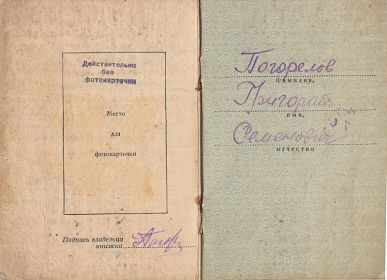 Действительно
без
фотокарточки
Место
для
фотокарточки
Подпись владельца
книжки
Погорелов
фамилия,
Григорий
имя,
Семенович
отчество